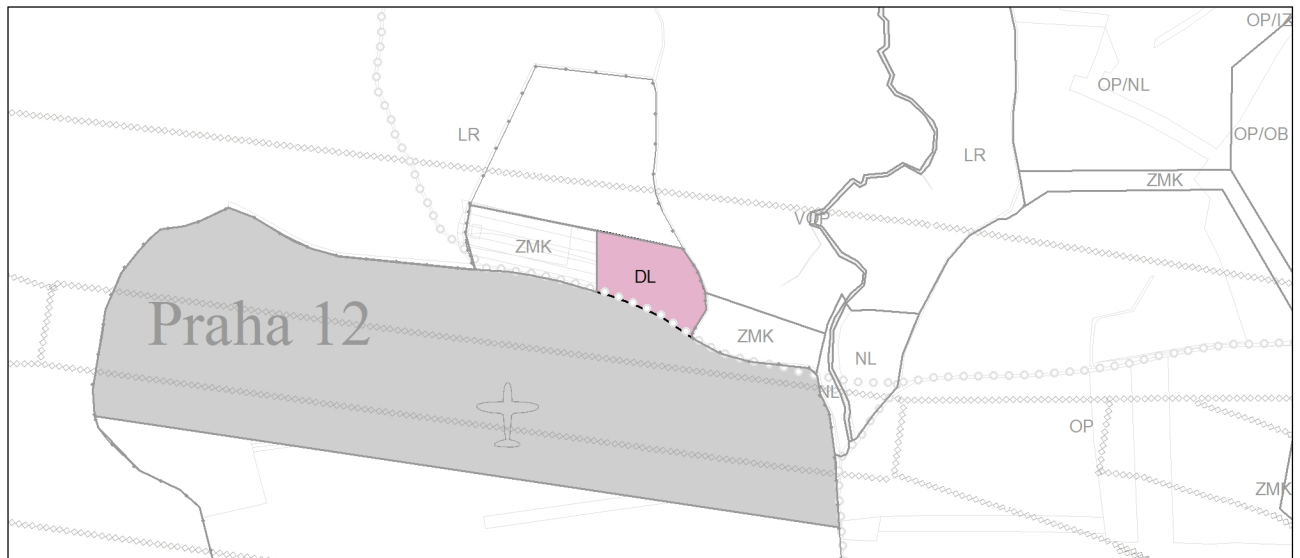 OP/IZ
OP/NL
LR
OP/OB
LR
ZMK
VOP
ZMK
DL
Praha 12
ZMK
NL
NL
OP
ZMK